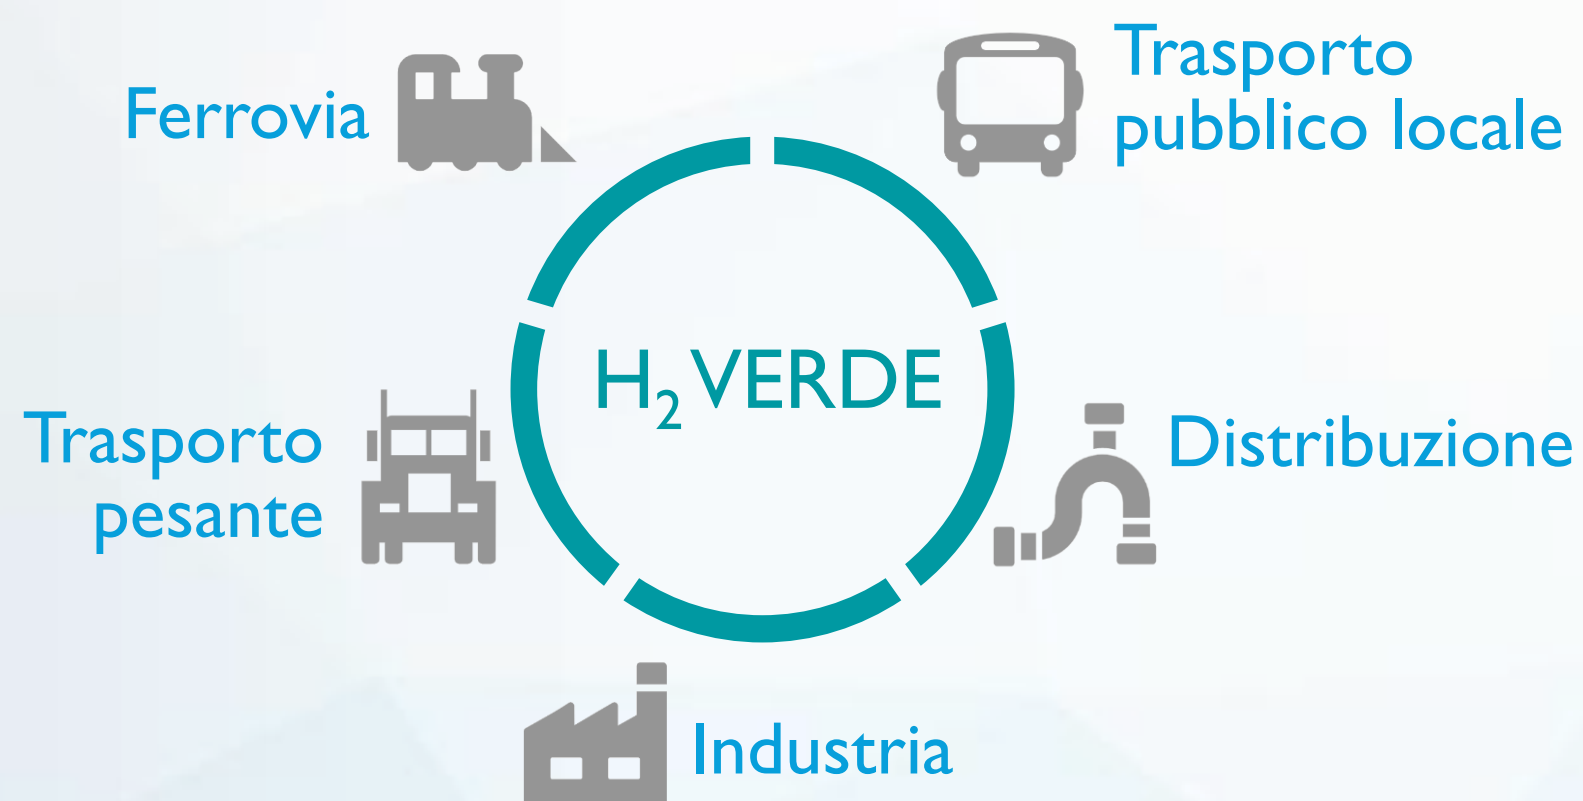 Ferrovia
Trasporto
pubblico locale
H₂ VERDE
Trasporto
pesante
Distribuzione
Industria